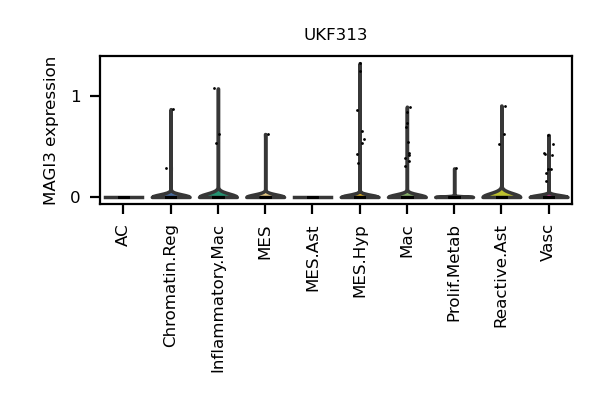 UKF313
MAGI3 expression
1
0
AC
Chromatin.Reg
Inflammatory.Mac
MES
MES.Ast
MES.Hyp
Mac
Prolif.Metab
Reactive.Ast
Vasc